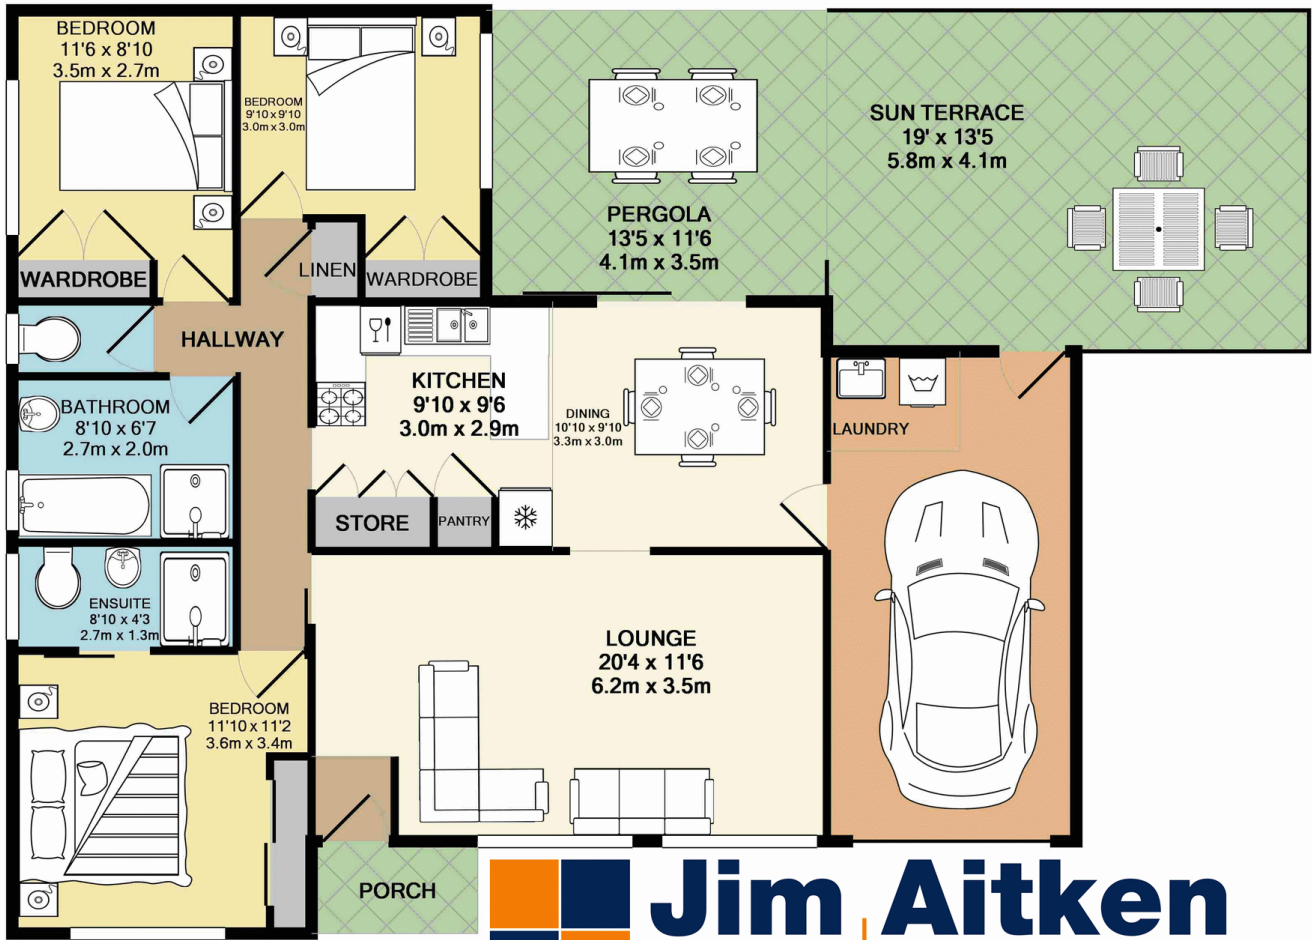 BEDROOM
11'6 x 8'10
3.5m x 2.7m
BEDROOM
9'10 x 9'10
3.0m x 3.0m
SUN TERRACE
19' x 13'5
5.8m x 4.1m
PERGOLA
13'5 x 11'6
4.1m x 3.5m
WARDROBE
LINEN
WARDROBE
HALLWAY
KITCHEN
9'10 x 9'6
3.0m x 2.9m
DINING
10'10 x 9'10
3.3m x 3.0m
LAUNDRY
BATHROOM
8'10 x 6'7
2.7m x 2.0m
STORE
PANTRY
ENSUITE
8'10 x 4'3
2.7m x 1.3m
LOUNGE
20'4 x 11'6
6.2m x 3.5m
BEDROOM
11'10 x 11'2
3.6m x 3.4m
PORCH
Jim Aitken